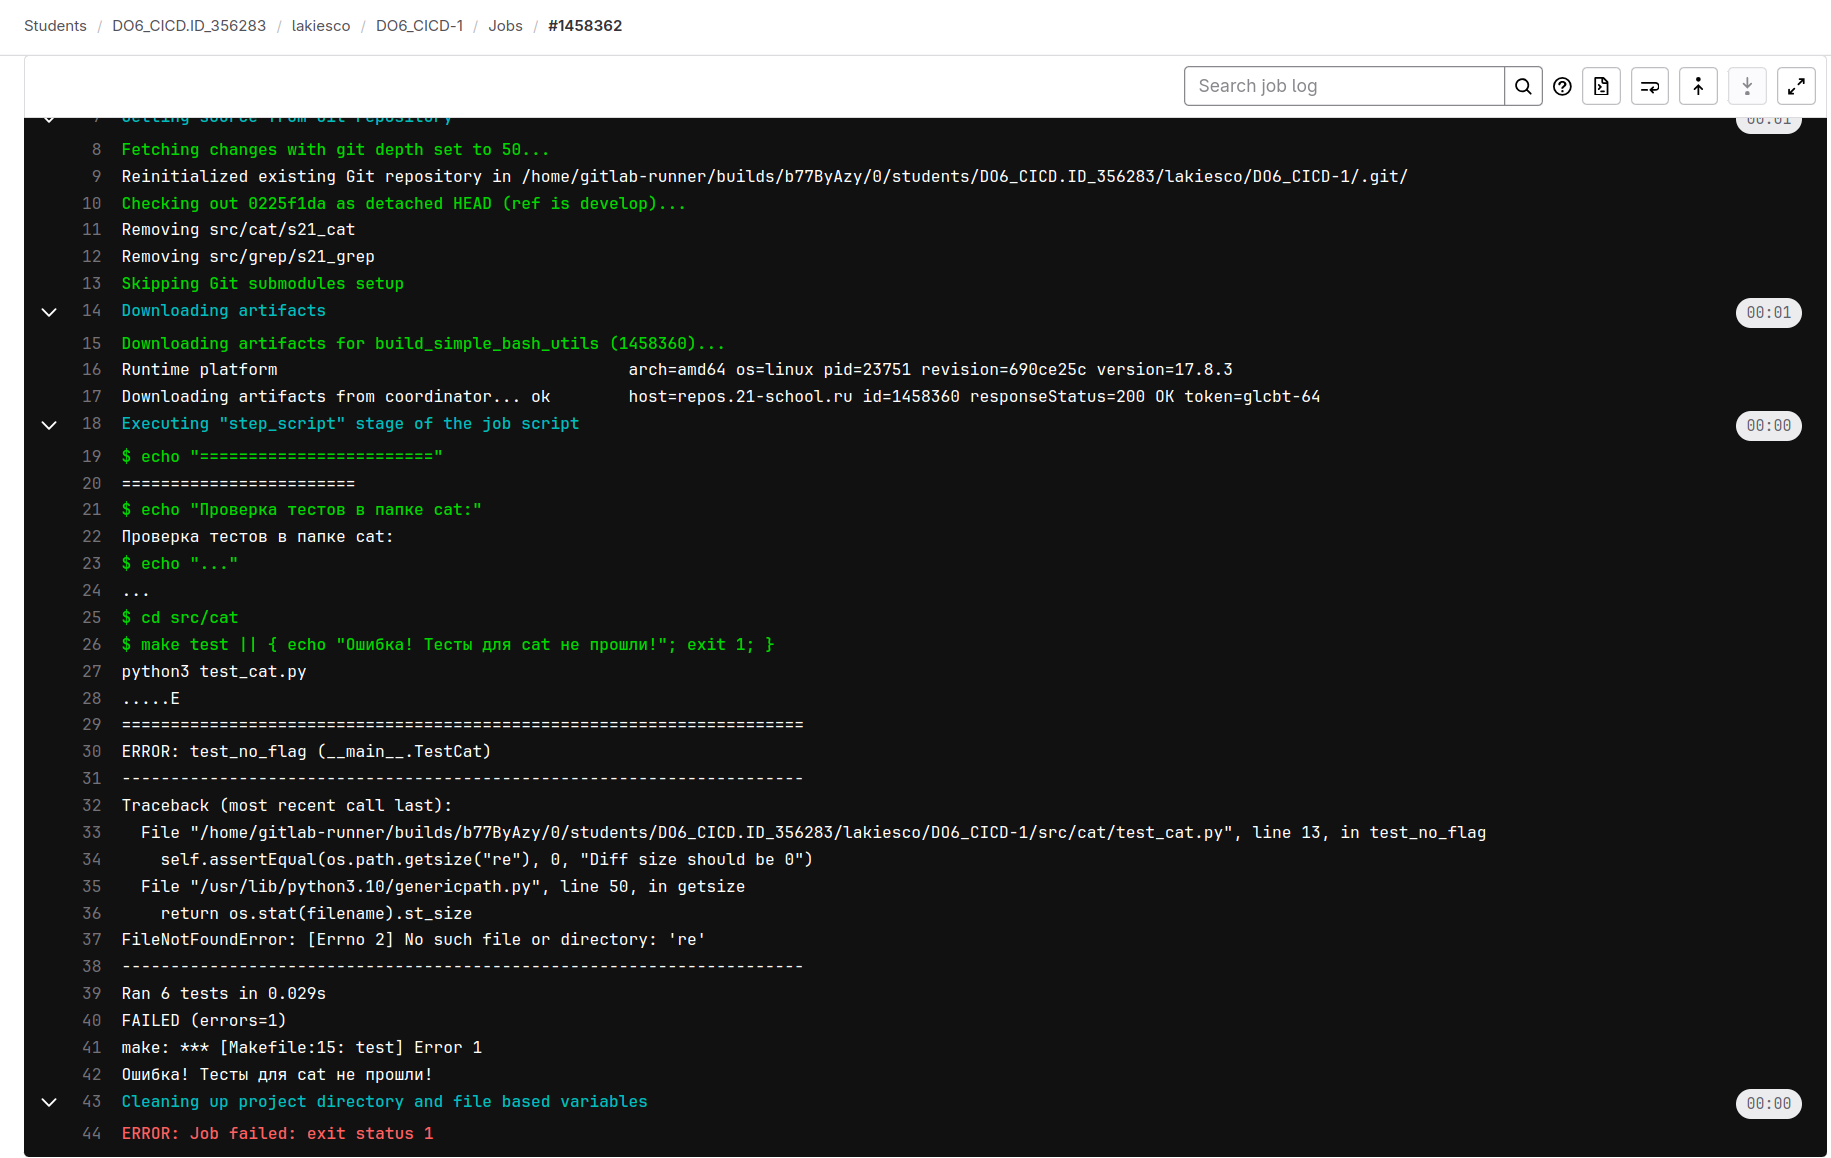 Students / DO6_CICD.ID_356283 / lakiesco / DO6_CICD-1 / Jobs / #1458362
Search job log
7 Getting source from Git repository 00:01
8 Fetching changes with git depth set to 50...
9 Reinitialized existing Git repository in /home/gitlab-runner/builds/b77ByAzy/0/students/DO6_CICD.ID_356283/lakiesco/DO6_CICD-1/.git/
10 Checking out 0225f1da as detached HEAD (ref is develop)...
11 Removing src/cat/s21_cat
12 Removing src/grep/s21_grep
13 Skipping Git submodules setup
14 Downloading artifacts 00:01
15 Downloading artifacts for build_simple_bash_utils (1458360)...
16 Runtime platform                                    arch=amd64 os=linux pid=23751 revision=690ce25c version=17.8.3
17 Downloading artifacts from coordinator... ok        host=repos.21-school.ru id=1458360 responseStatus=200 OK token=glcbt-64
18 Executing "step_script" stage of the job script 00:00
19 $ echo "========================"
20 ========================
21 $ echo "Проверка тестов в папке cat:"
22 Проверка тестов в папке cat:
23 $ echo "..."
24 ...
25 $ cd src/cat
26 $ make test || { echo "Ошибка! Тесты для cat не прошли!"; exit 1; }
27 python3 test_cat.py
28 .....E
29 ======================================================================
30 ERROR: test_no_flag (__main__.TestCat)
31 ----------------------------------------------------------------------
32 Traceback (most recent call last):
33   File "/home/gitlab-runner/builds/b77ByAzy/0/students/DO6_CICD.ID_356283/lakiesco/DO6_CICD-1/src/cat/test_cat.py", line 13, in test_no_flag
34     self.assertEqual(os.path.getsize("re"), 0, "Diff size should be 0")
35   File "/usr/lib/python3.10/genericpath.py", line 50, in getsize
36     return os.stat(filename).st_size
37 FileNotFoundError: [Errno 2] No such file or directory: 're'
38 ----------------------------------------------------------------------
39 Ran 6 tests in 0.029s
40 FAILED (errors=1)
41 make: *** [Makefile:15: test] Error 1
42 Ошибка! Тесты для cat не прошли!
43 Cleaning up project directory and file based variables 00:00
44 ERROR: Job failed: exit status 1